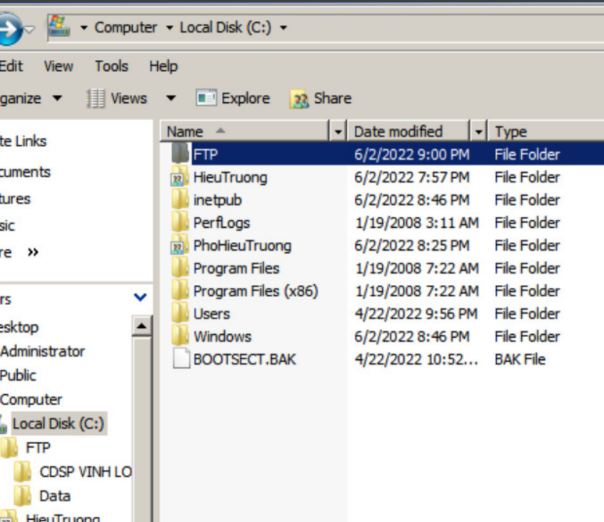 Computer Local Disk (C:)
Edit View Tools Help
ganize Views Explore Share
te Links
cuments
tures
sic
re »
rs
esktop
Administrator
Public
Computer
Local Disk (C:)
FTP
CDSP VINH LO
Data
HieuTruong
Name Date modified Type
FTP 6/2/2022 9:00 PM File Folder
HieuTruong 6/2/2022 7:57 PM File Folder
inetpub 6/2/2022 8:46 PM File Folder
PerfLogs 1/19/2008 3:11 AM File Folder
PhoHieuTruong 6/2/2022 8:25 PM File Folder
Program Files 1/19/2008 7:22 AM File Folder
Program Files (x86) 1/19/2008 7:22 AM File Folder
Users 4/22/2022 9:56 PM File Folder
Windows 6/2/2022 8:46 PM File Folder
BOOTSECT.BAK 4/22/2022 10:52... BAK File